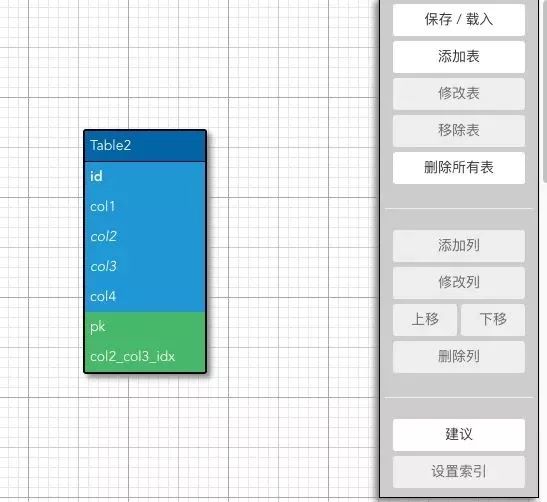 保存 / 载入
添加表
修改表
移除表
删除所有表
Table2
id
col1
col2
col3
col4
pk
col2_col3_idx
添加列
修改列
上移 下移
删除列
建议
设置索引